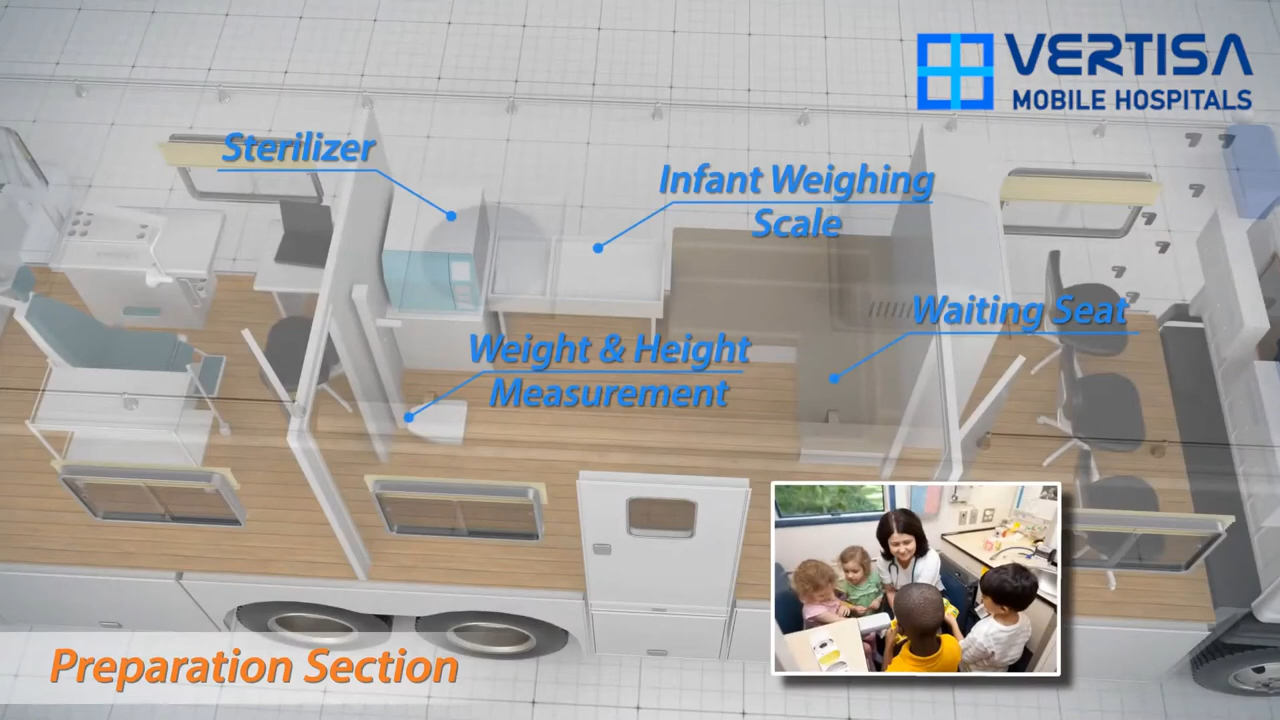 VERTISA
MOBILE HOSPITALS
Sterilizer
Infant Weighing
Scale
Waiting Seat
Weight & Height
Measurement
Preparation Section